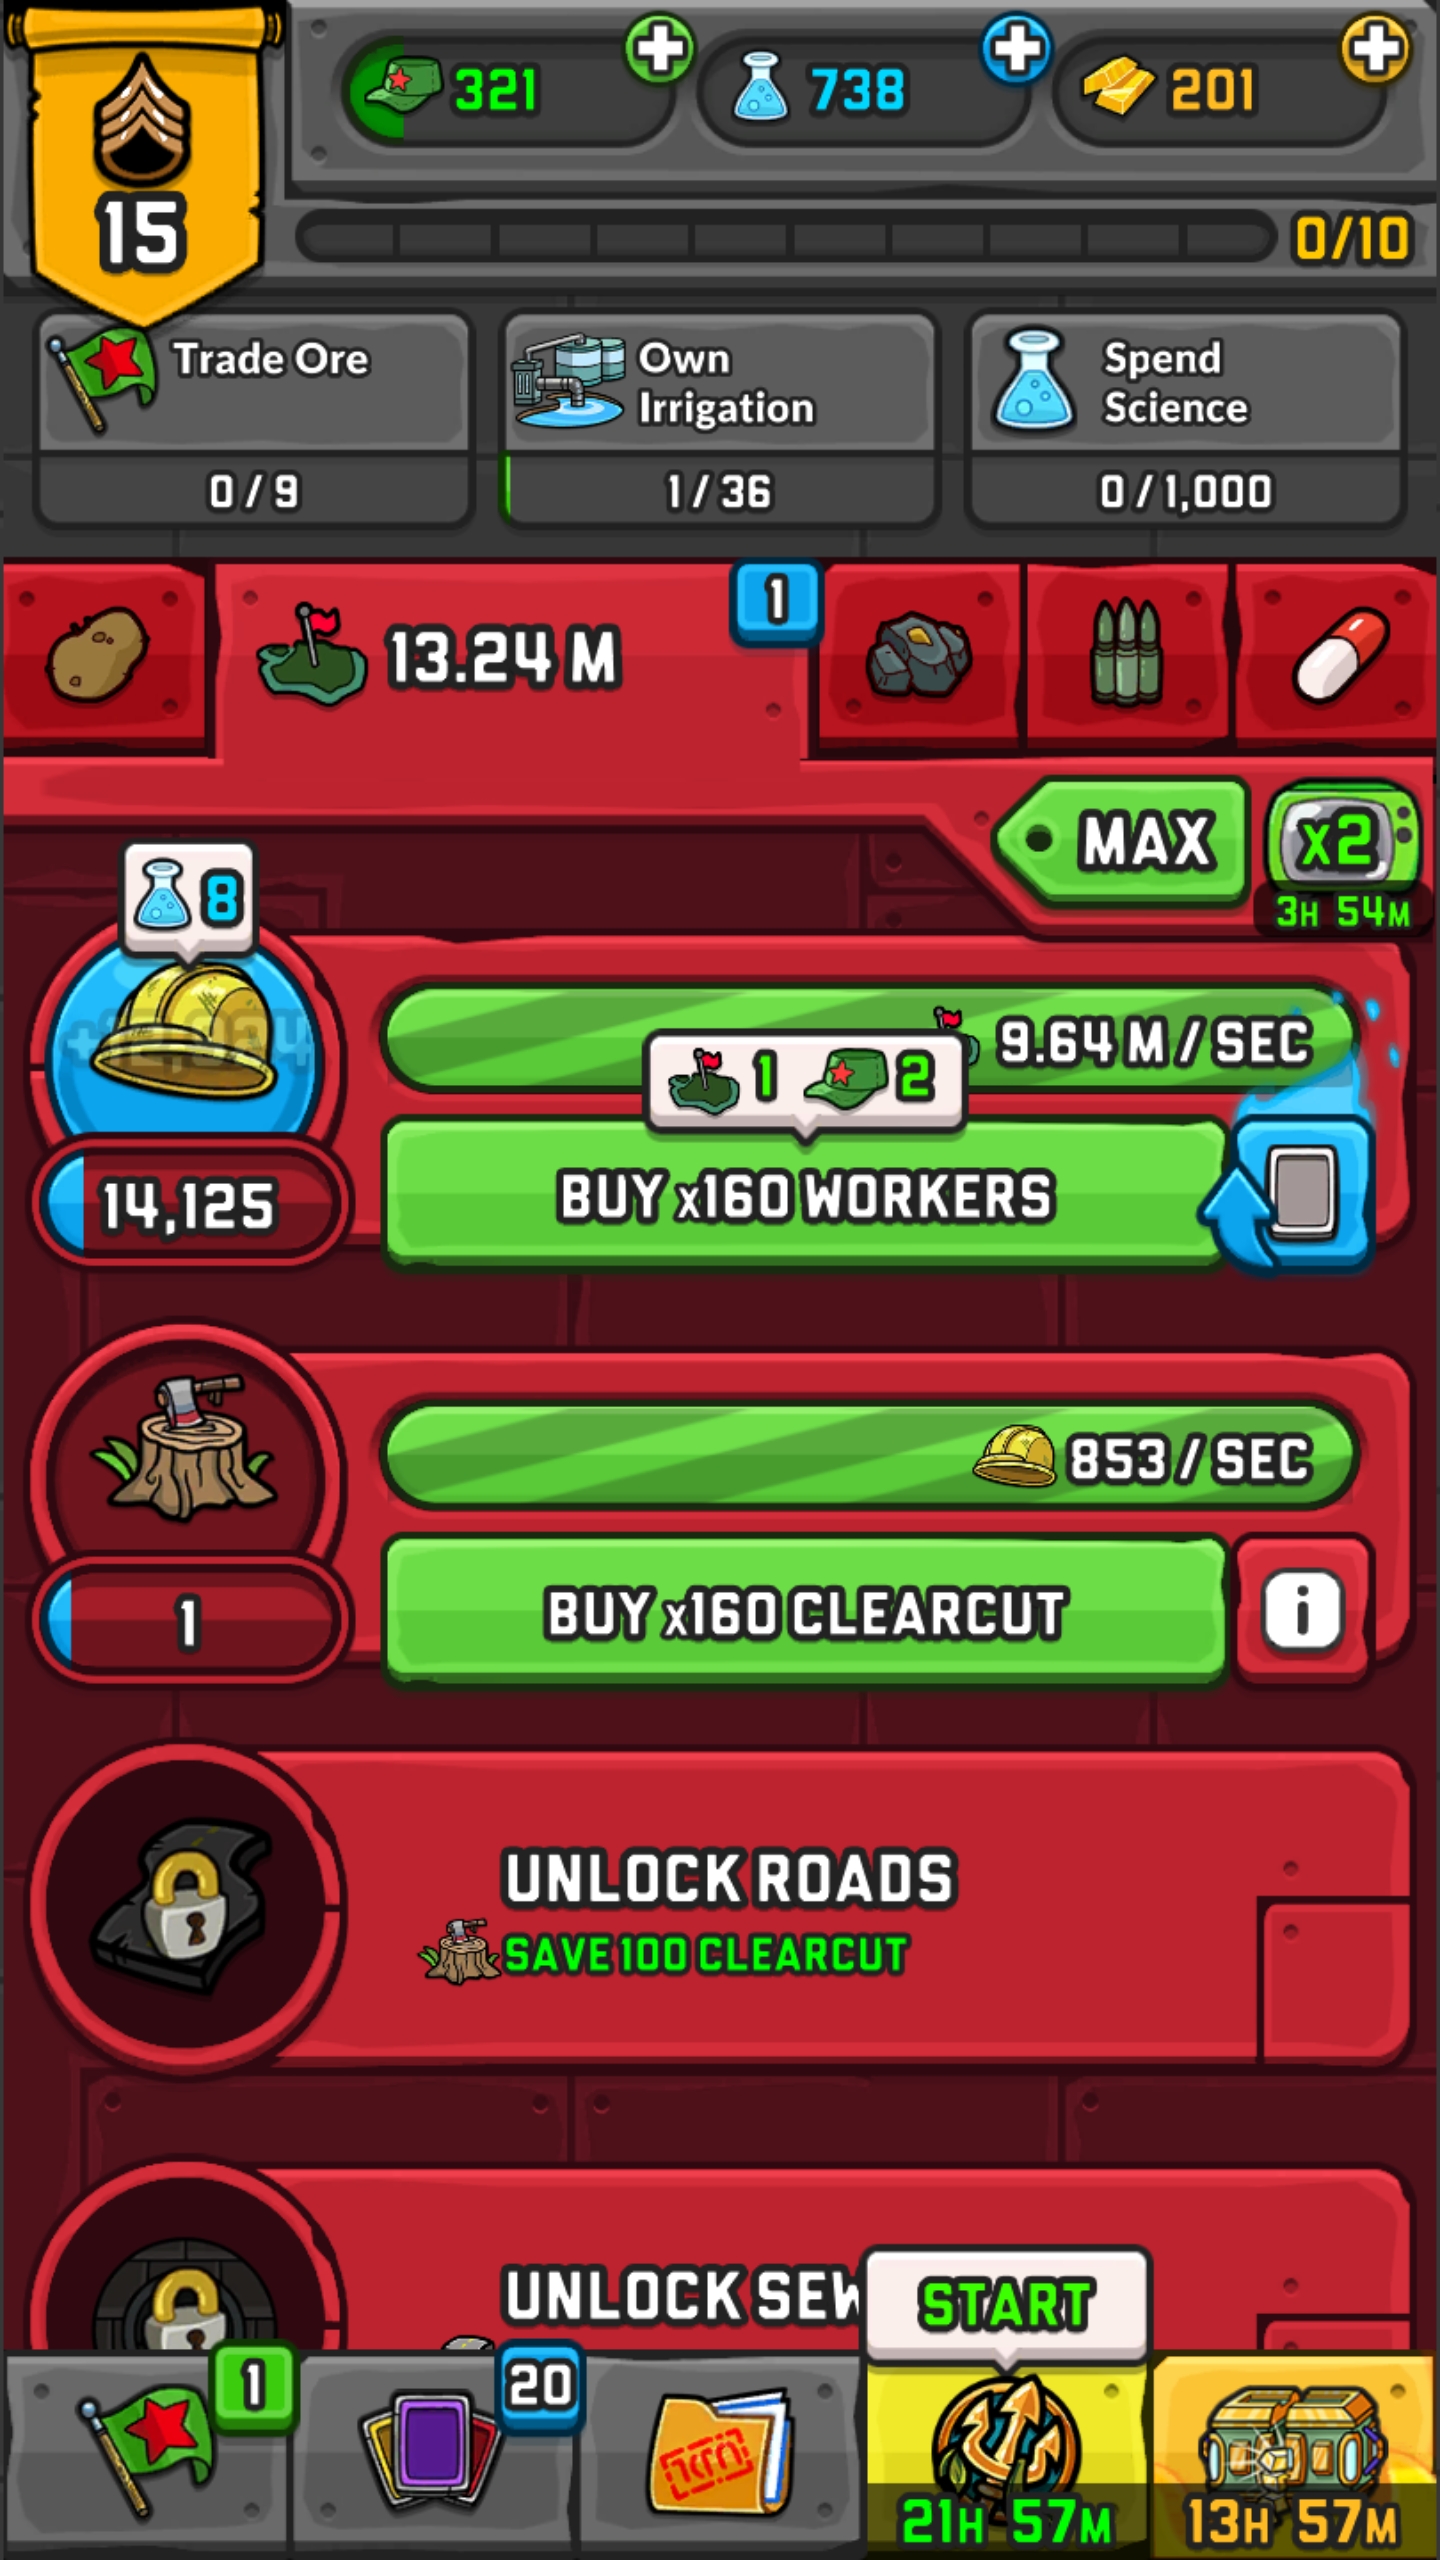 321
738
201
15
0/10
Trade Ore
0 / 9
Own
Irrigation
1 / 36
Spend
Science
0 / 1,000
13.24 M
1
MAX
x2
3H 54M
8
9.64 M / SEC
1 2
14,125
BUY x160 WORKERS
853 / SEC
1
BUY x160 CLEARCUT
i
UNLOCK ROADS
SAVE 100 CLEARCUT
UNLOCK SEW
START
1
20
21H 57M
13H 57M